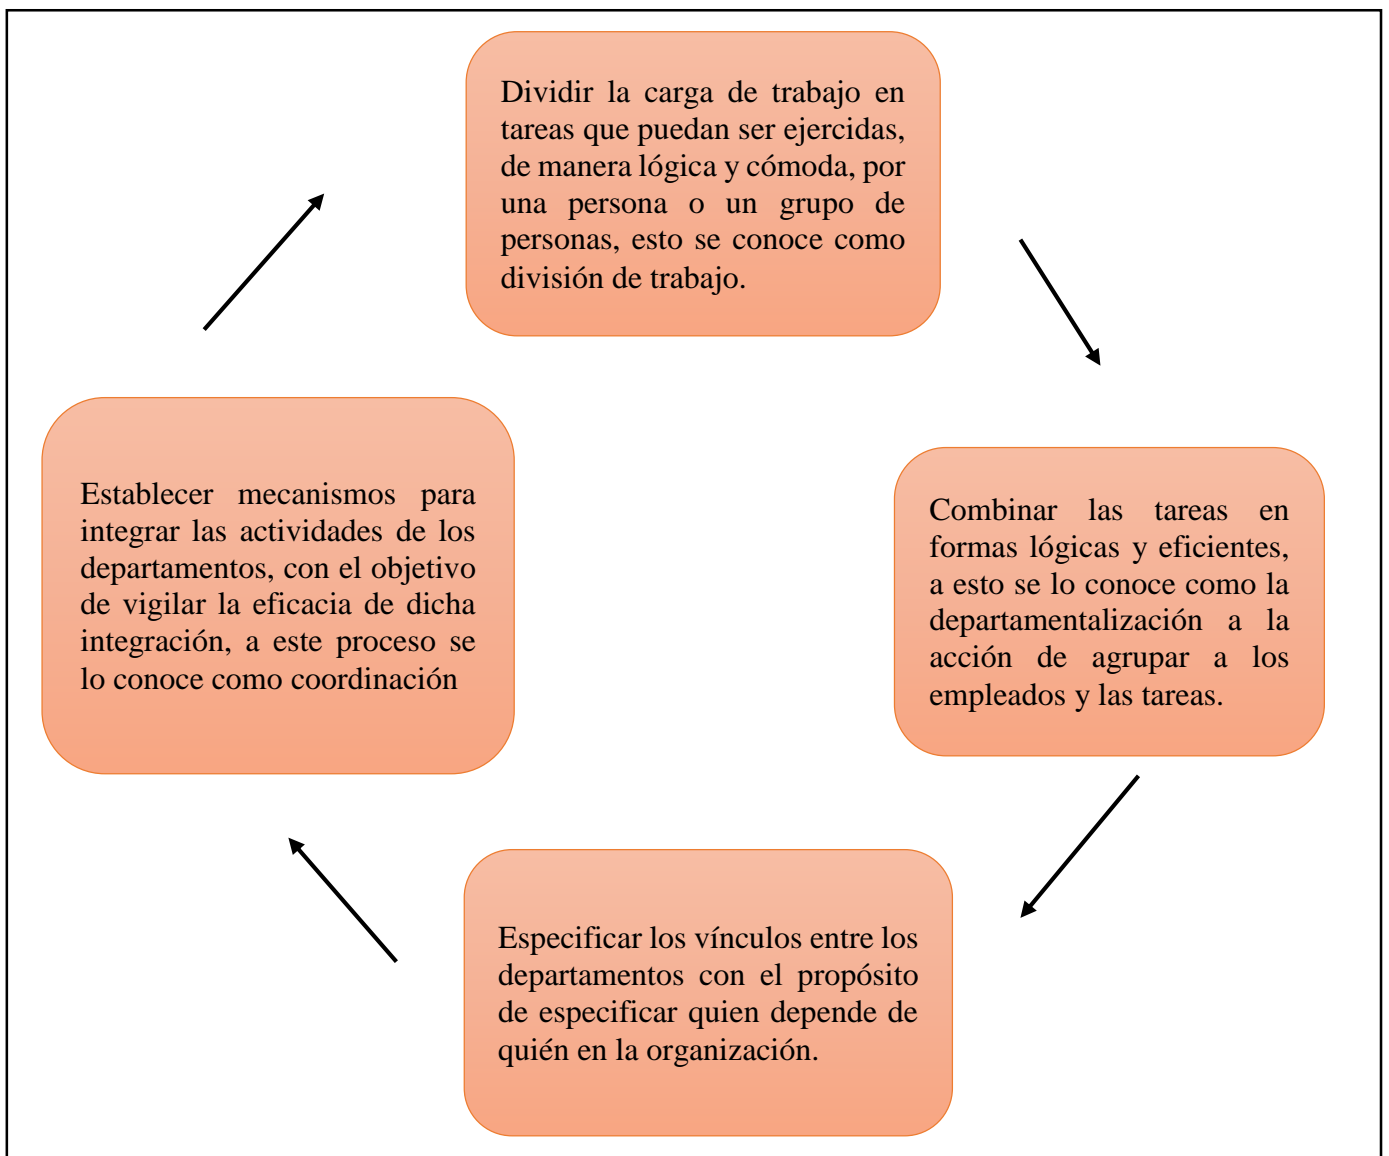 Dividir la carga de trabajo en
tareas que puedan ser ejercidas,
de manera lógica y cómoda, por
una persona o un grupo de
personas, esto se conoce como
división de trabajo.
Combinar las tareas en
formas lógicas y eficientes,
a esto se lo conoce como la
departamentalización a la
acción de agrupar a los
empleados y las tareas.
Especificar los vínculos entre los
departamentos con el propósito
de especificar quien depende de
quién en la organización.
Establecer mecanismos para
integrar las actividades de los
departamentos, con el objetivo
de vigilar la eficacia de dicha
integración, a este proceso se
lo conoce como coordinación